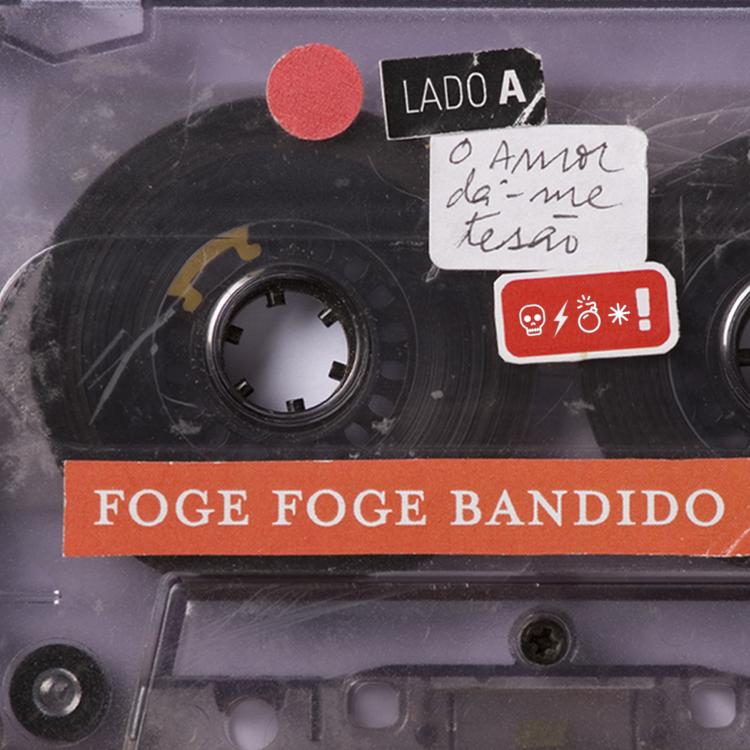 LADO A
O Amor
dá-me
tesão
!
FOGE FOGE BANDIDO